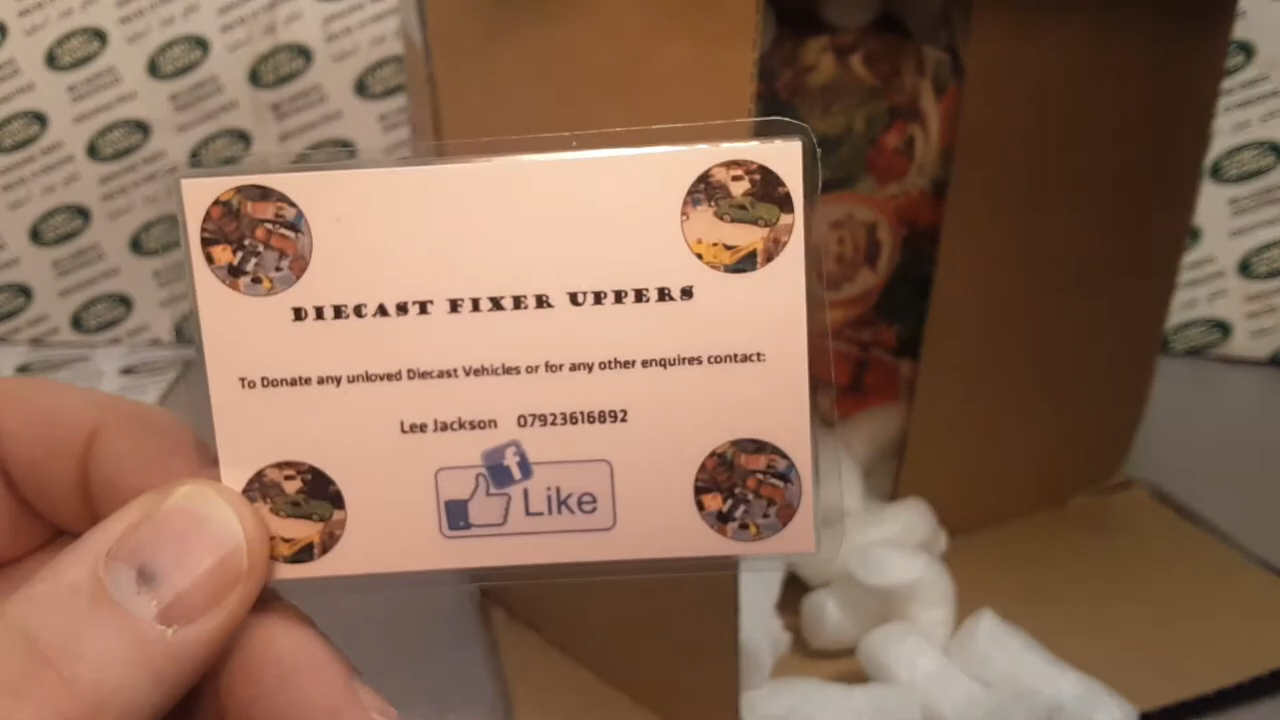 DIECAST FIXER UPPERS
To Donate any unloved Diecast Vehicles or for any other enquires contact:
Lee Jackson 07923616892
f
Like